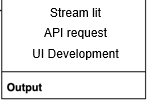 Stream lit
API request
UI Development
Output